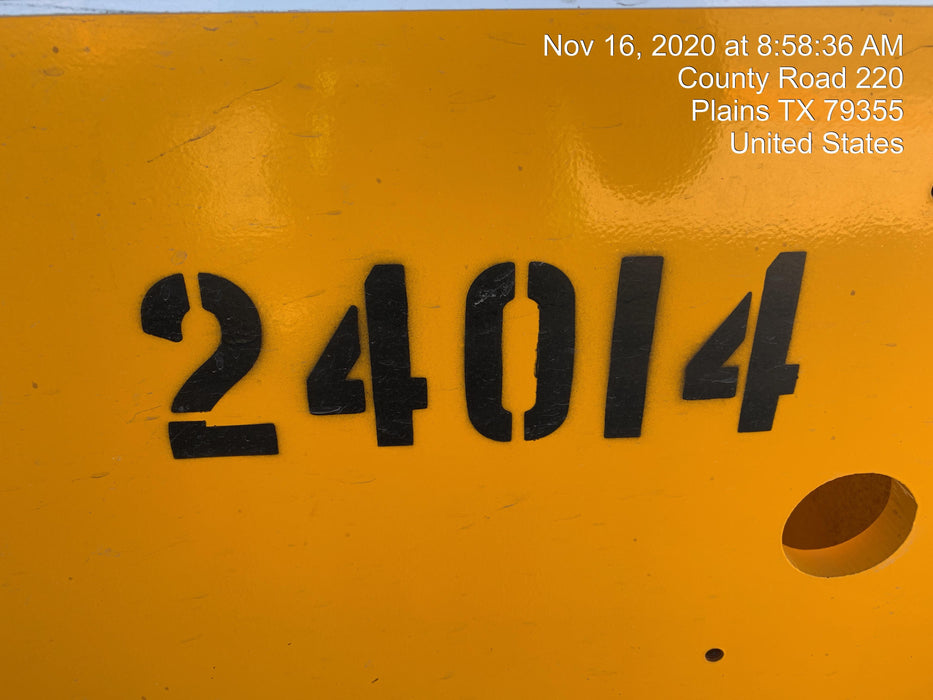 Nov 16, 2020 at 8:58:36 AM
County Road 220
Plains TX 79355
United States
24014